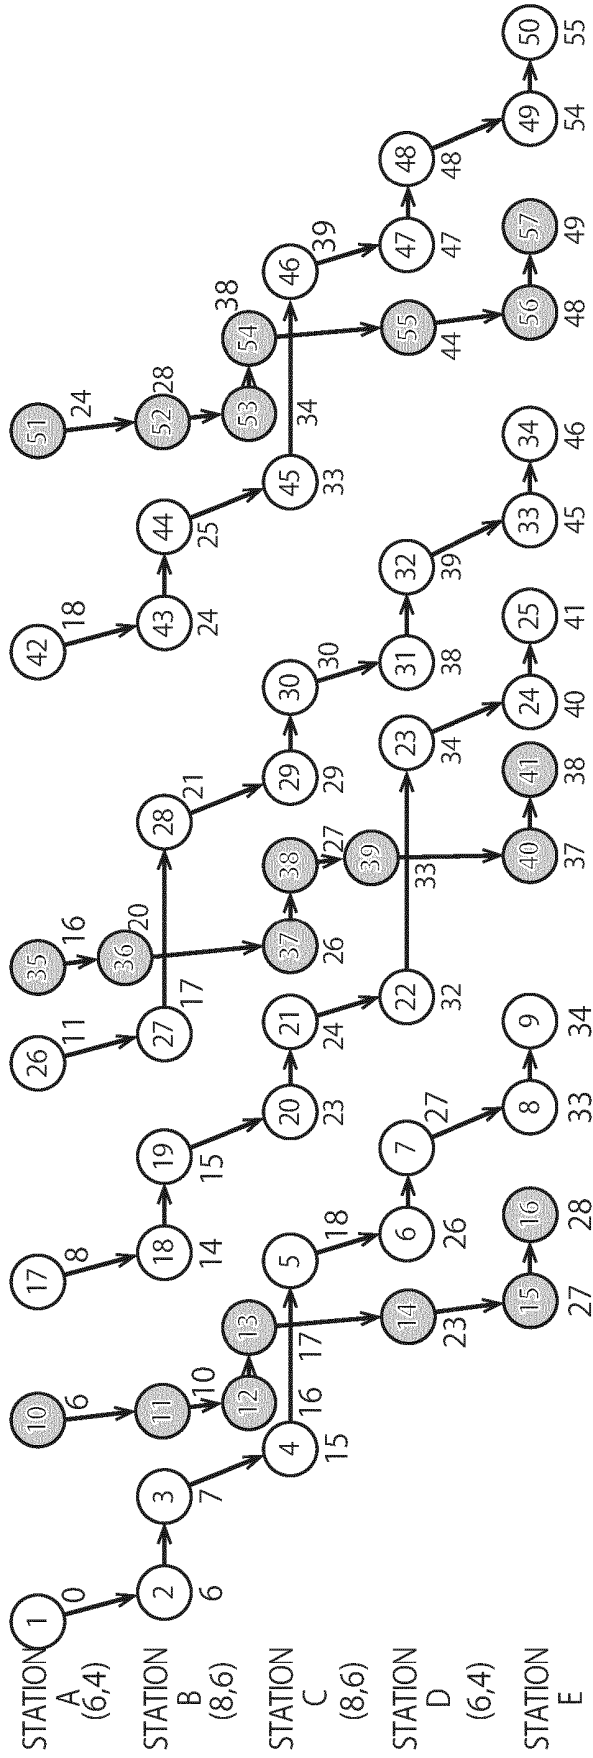 STATION 1 10 17 26 35 42 51
A 0 6 8 11 16 18 24
(6,4)
36 20
STATION 2 3 11 18 19 27 28 43 44 52 28
B 6 7 10 14 15 17 21 24 25
(8,6) 38
12 13 53 54
STATION 4 5 20 21 37 38 29 30 45 46
C 16 17 34
15 18 23 24 26 27 29 30 33 39
(8,6)
39
STATION 14 6 7 22 23 31 32 55 47 48
D 23 26 27 32 33 34 38 39 44 47 48
(6,4)
STATION 15 16 8 9 40 41 24 25 33 34 56 57 49 50
E 27 28 33 34 37 38 40 41 45 46 48 49 54 55